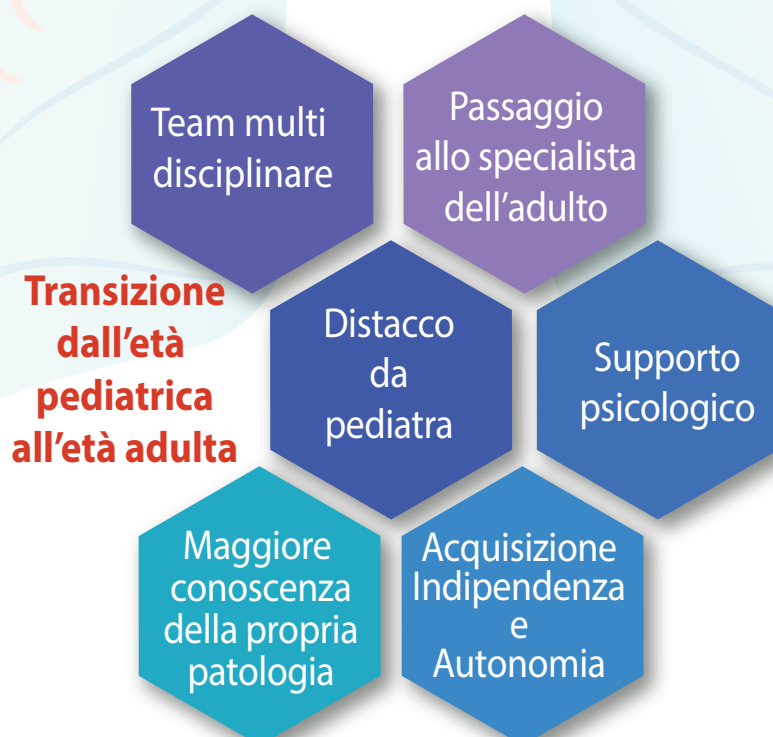 Team multi
disciplinare
Passaggio
allo specialista
dell’adulto
Transizione
dall’età
pediatrica
all’età adulta
Distacco
da
pediatra
Supporto
psicologico
Maggiore
conoscenza
della propria
patologia
Acquisizione
Indipendenza
e
Autonomia